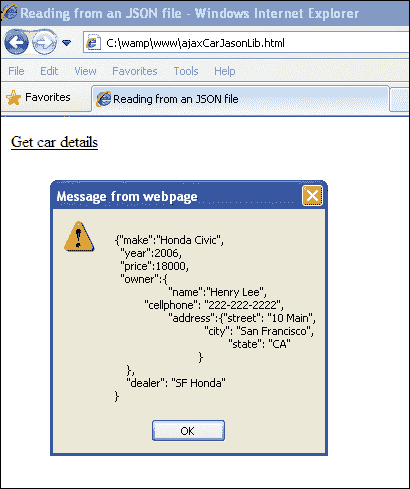 Reading from an JSON file - Windows Internet Explorer
C:\wamp\www\ajaxCarJasonLib.html
File Edit View Favorites Tools Help
Favorites Reading from an JSON file
Get car details
Message from webpage
{"make":"Honda Civic",
"year":2006,
"price":18000,
"owner":{
"name":"Henry Lee",
"cellphone": "222-222-2222",
"address":{"street": "10 Main",
"city": "San Francisco",
"state": "CA"
}
},
"dealer": "SF Honda"
}
OK